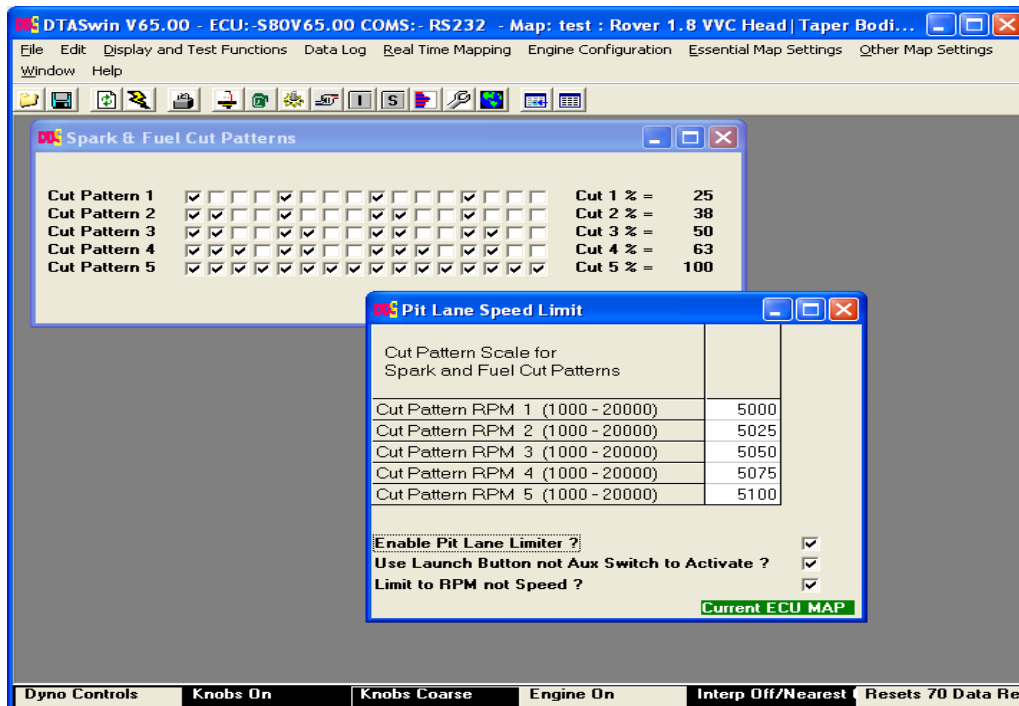 DTASwin V65.00 - ECU:-S80V65.00 COMS:- RS232 - Map: test : Rover 1.8 VVC Head|Taper Bodi...
File Edit Display and Test Functions Data Log Real Time Mapping Engine Configuration Essential Map Settings Other Map Settings
Window Help
Spark & Fuel Cut Patterns
Cut Pattern 1 Cut 1 % = 25
Cut Pattern 2 Cut 2 % = 38
Cut Pattern 3 Cut 3 % = 50
Cut Pattern 4 Cut 4 % = 63
Cut Pattern 5 Cut 5 % = 100
Pit Lane Speed Limit
Cut Pattern Scale for
Spark and Fuel Cut Patterns
Cut Pattern RPM 1 (1000 - 20000) 5000
Cut Pattern RPM 2 (1000 - 20000) 5025
Cut Pattern RPM 3 (1000 - 20000) 5050
Cut Pattern RPM 4 (1000 - 20000) 5075
Cut Pattern RPM 5 (1000 - 20000) 5100
Enable Pit Lane Limiter ?
Use Launch Button not Aux Switch to Activate ?
Limit to RPM not Speed ?
Current ECU MAP
Dyno Controls Knobs On Knobs Coarse Engine On Interp Off/Nearest Resets 70 Data Re